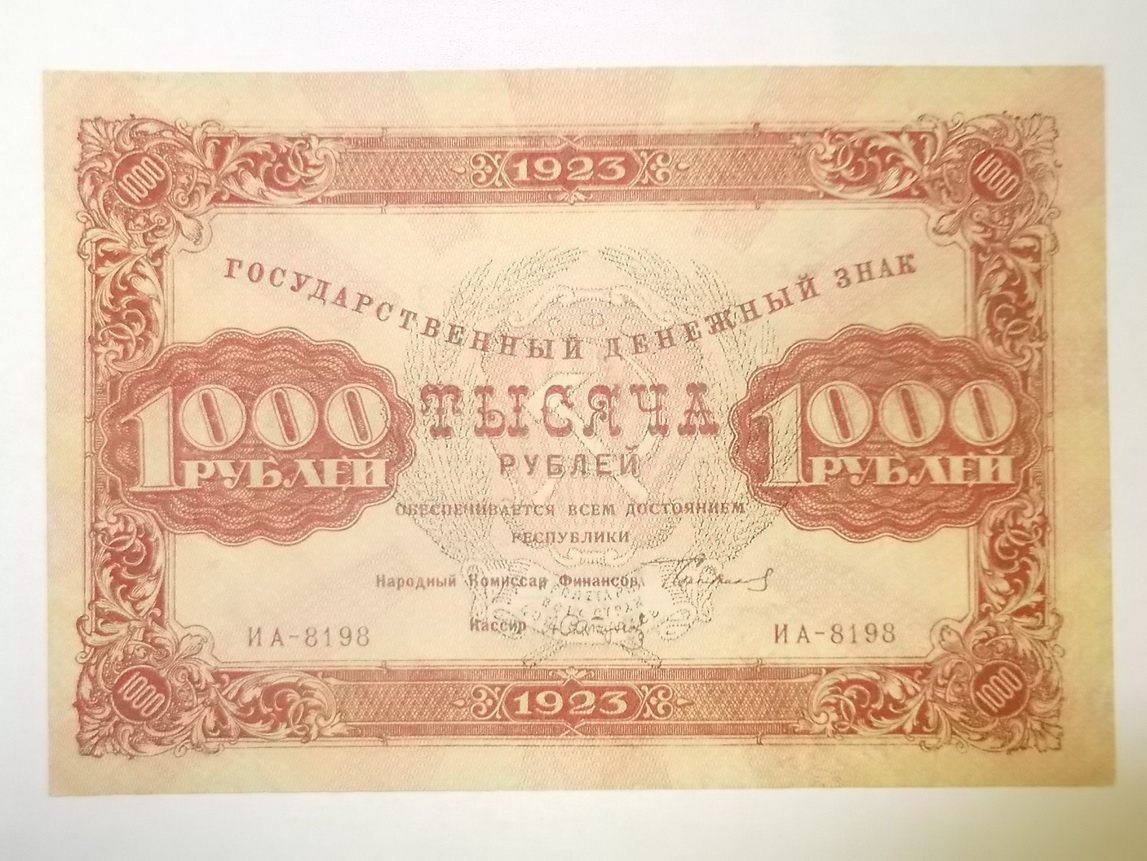 1923
1000 1000
ГОСУДАРСТВЕННЫЙ ДЕНЕЖНЫЙ ЗНАК
1000 РУБЛЕЙ
ТЫСЯЧА
РУБЛЕЙ
1000 РУБЛЕЙ
ОБЕСПЕЧИВАЕТСЯ ВСЕМ ДОСТОЯНИЕМ
РЕСПУБЛИКИ
Народный Комиссар Финансов
Кассир
ИА-8198 ИА-8198
1000 1000
1923